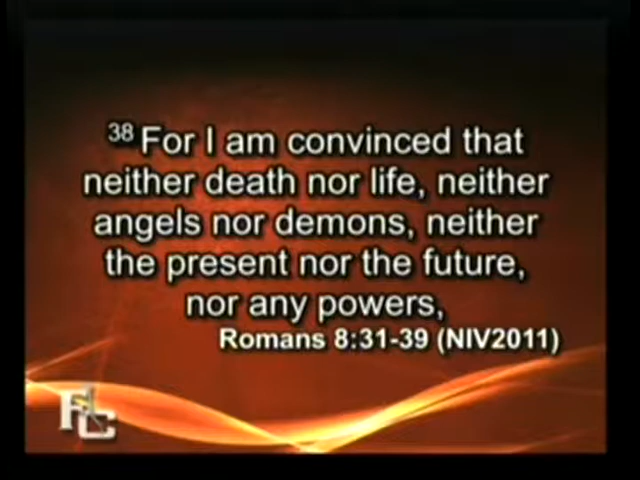 38 For I am convinced that
neither death nor life, neither
angels nor demons, neither
the present nor the future,
nor any powers,
Romans 8:31-39 (NIV2011)
FLC